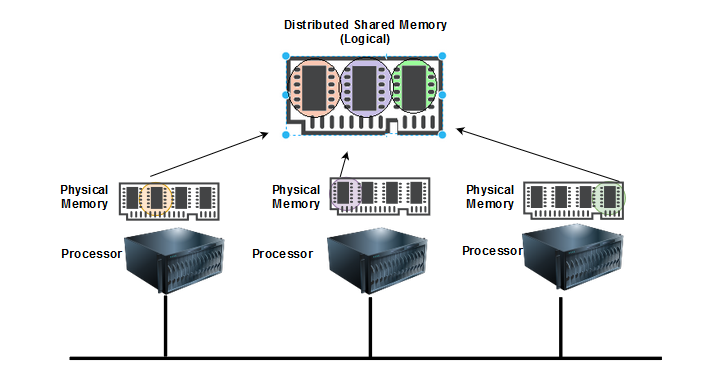 Distributed Shared Memory
(Logical)
Physical
Memory
Physical
Memory
Physical
Memory
Processor
Processor
Processor